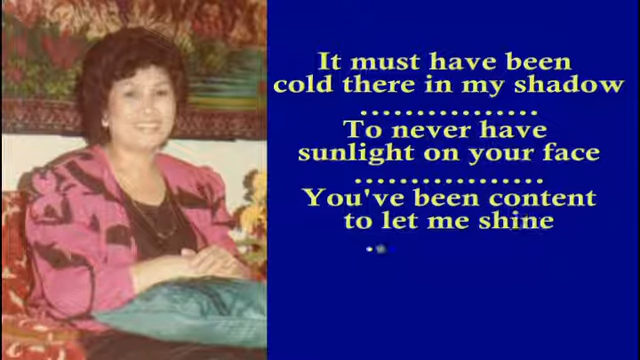 It must have been
cold there in my shadow
................
To never have
sunlight on your face
.................
You've been content
to let me shine